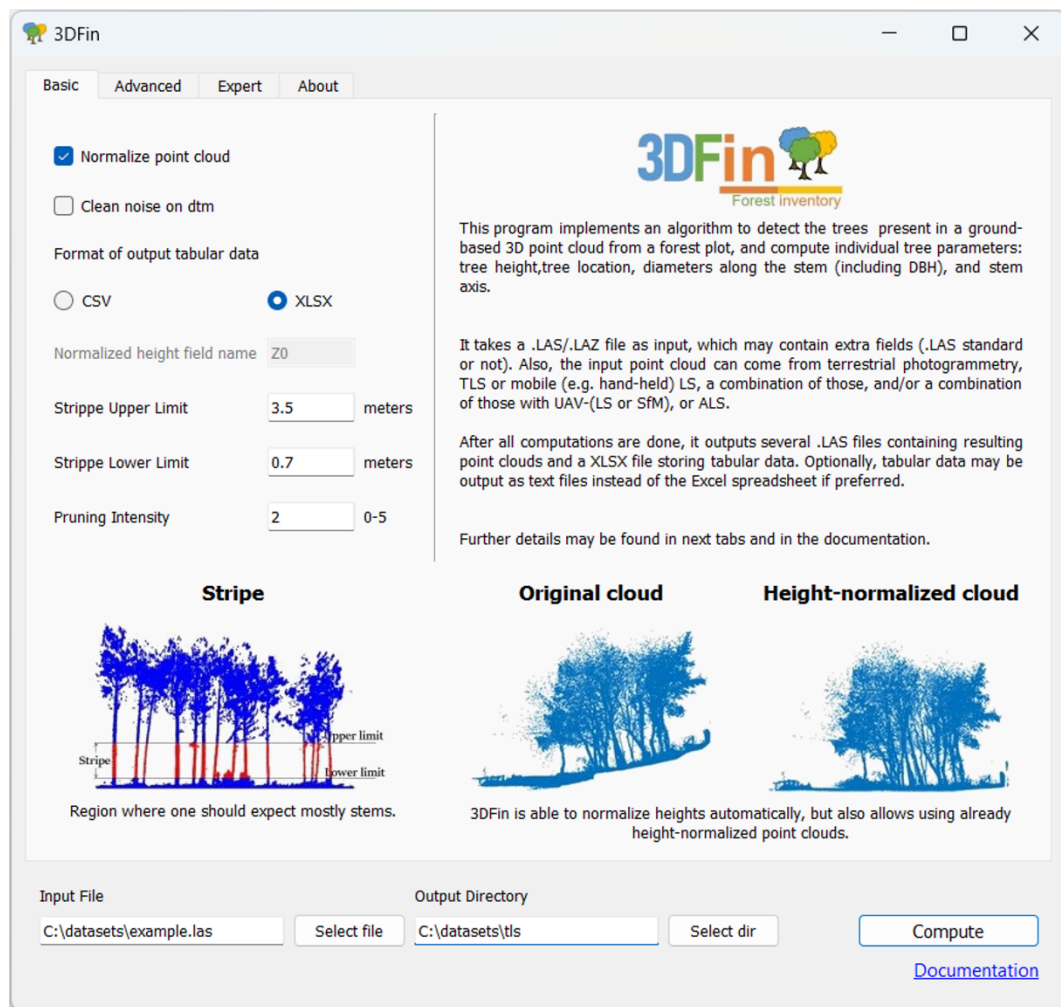 3DFin
Basic
Advanced
Expert
About
Normalize point cloud
Clean noise on dtm
Format of output tabular data
CSV
XLSX
Normalized height field name Z0
Strippe Upper Limit 3.5 meters
Strippe Lower Limit 0.7 meters
Pruning Intensity 2 0-5
3DFin
Forest inventory
This program implements an algorithm to detect the trees present in a ground-
based 3D point cloud from a forest plot, and compute individual tree parameters:
tree height,tree location, diameters along the stem (including DBH), and stem
axis.
It takes a .LAS/.LAZ file as input, which may contain extra fields (.LAS standard
or not). Also, the input point cloud can come from terrestrial photogrammetry,
TLS or mobile (e.g. hand-held) LS, a combination of those, and/or a combination
of those with UAV-(LS or SfM), or ALS.
After all computations are done, it outputs several .LAS files containing resulting
point clouds and a XLSX file storing tabular data. Optionally, tabular data may be
output as text files instead of the Excel spreadsheet if preferred.
Further details may be found in next tabs and in the documentation.
Stripe
Upper limit
Stripe
Lower limit
Region where one should expect mostly stems.
Original cloud
Height-normalized cloud
3DFin is able to normalize heights automatically, but also allows using already
height-normalized point clouds.
Input File
C:\datasets\example.las
Select file
Output Directory
C:\datasets\tls
Select dir
Compute
Documentation